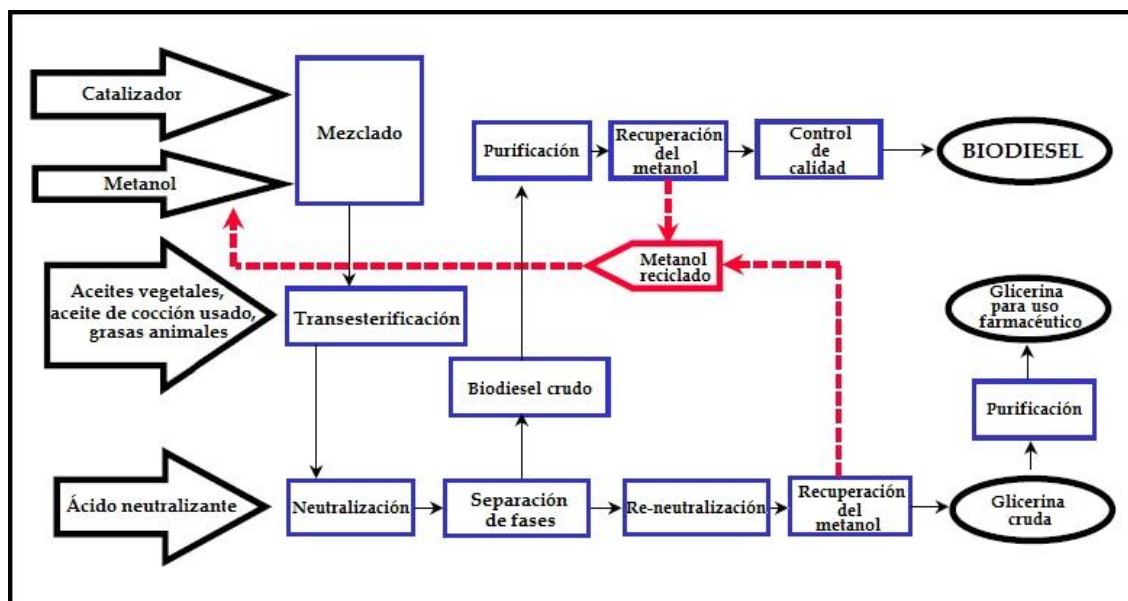 Catalizador
Mezclado
Metanol
Purificación
Recuperación
del
metanol
Control
de
calidad
BIODIESEL
Metanol
reciclado
Aceites vegetales,
aceite de cocción usado,
grasas animales
Transesterificación
Glicerina
para uso
farmacéutico
Biodiesel crudo
Purificación
Ácido neutralizante
Neutralización
Separación
de fases
Re-neutralización
Recuperación
del
metanol
Glicerina
cruda